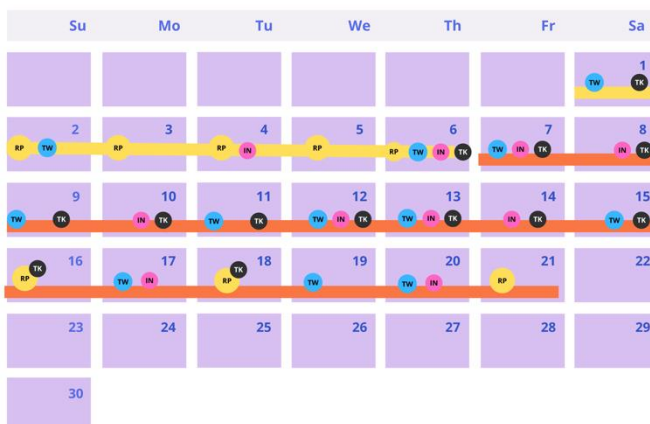 Su Mo Tu We Th Fr Sa
1
TW TK
2 3 4 5 6 7 8
RP TW RP RP IN RP RP TW IN TK TW IN TK IN TK
9 10 11 12 13 14 15
TW TK IN TK TW TK TW IN TK TW IN TK IN TK TW TK
16 17 18 19 20 21 22
RP TK TW IN RP TK TW TW IN RP
23 24 25 26 27 28 29
30